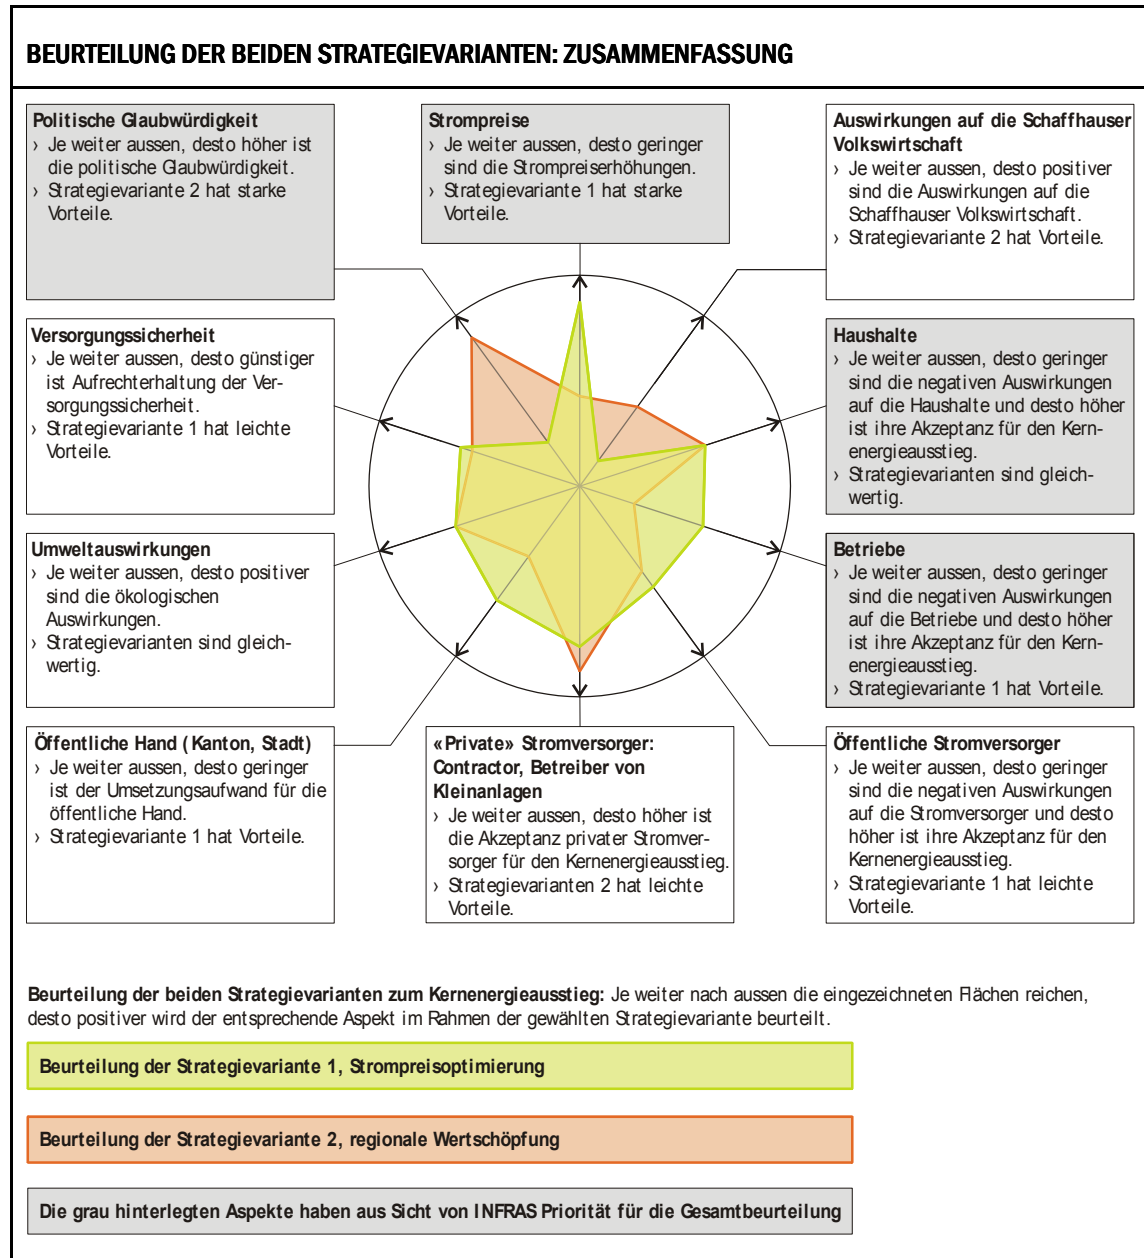 BEURTEILUNG DER BEIDEN STRATEGIEVARIANTEN: ZUSAMMENFASSUNG
Politische Glaubwürdigkeit
› Je weiter aussen, desto höher ist
die politische Glaubwürdigkeit.
› Strategievariante 2 hat starke
Vorteile.
Strompreise
› Je weiter aussen, desto geringer
sind die Strompreiserhöhungen.
› Strategievariante 1 hat starke
Vorteile.
Auswirkungen auf die Schaffhauser
Volkswirtschaft
› Je weiter aussen, desto positiver
sind die Auswirkungen auf die
Schaffhauser Volkswirtschaft.
› Strategievariante 2 hat Vorteile.
Versorgungssicherheit
› Je weiter aussen, desto günstiger
ist Aufrechterhaltung der Ver-
sorgungssicherheit.
› Strategievariante 1 hat leichte
Vorteile.
Haushalte
› Je weiter aussen, desto geringer
sind die negativen Auswirkungen
auf die Haushalte und desto höher
ist ihre Akzeptanz für den Kern-
energieausstieg.
› Strategievarianten sind gleich-
wertig.
Umweltauswirkungen
› Je weiter aussen, desto positiver
sind die ökologischen
Auswirkungen.
› Strategievarianten sind gleich-
wertig.
Betriebe
› Je weiter aussen, desto geringer
sind die negativen Auswirkungen
auf die Betriebe und desto höher
ist ihre Akzeptanz für den Kern-
energieausstieg.
› Strategievariante 1 hat Vorteile.
Öffentliche Hand (Kanton, Stadt)
› Je weiter aussen, desto geringer
ist der Umsetzungsaufwand für die
öffentliche Hand.
› Strategievariante 1 hat Vorteile.
«Private» Stromversorger:
Contractor, Betreiber von
Kleinanlagen
› Je weiter aussen, desto höher ist
die Akzeptanz privater Stromver-
sorger für den Kernenergieausstieg.
› Strategievarianten 2 hat leichte
Vorteile.
Öffentliche Stromversorger
› Je weiter aussen, desto geringer
sind die negativen Auswirkungen
auf die Stromversorger und desto
höher ist ihre Akzeptanz für den
Kernenergieausstieg.
› Strategievariante 1 hat leichte
Vorteile.
Beurteilung der beiden Strategievarianten zum Kernenergieausstieg: Je weiter nach aussen die eingezeichneten Flächen reichen,
desto positiver wird der entsprechende Aspekt im Rahmen der gewählten Strategievariante beurteilt.
Beurteilung der Strategievariante 1, Strompreisoptimierung
Beurteilung der Strategievariante 2, regionale Wertschöpfung
Die grau hinterlegten Aspekte haben aus Sicht von INFRAS Priorität für die Gesamtbeurteilung